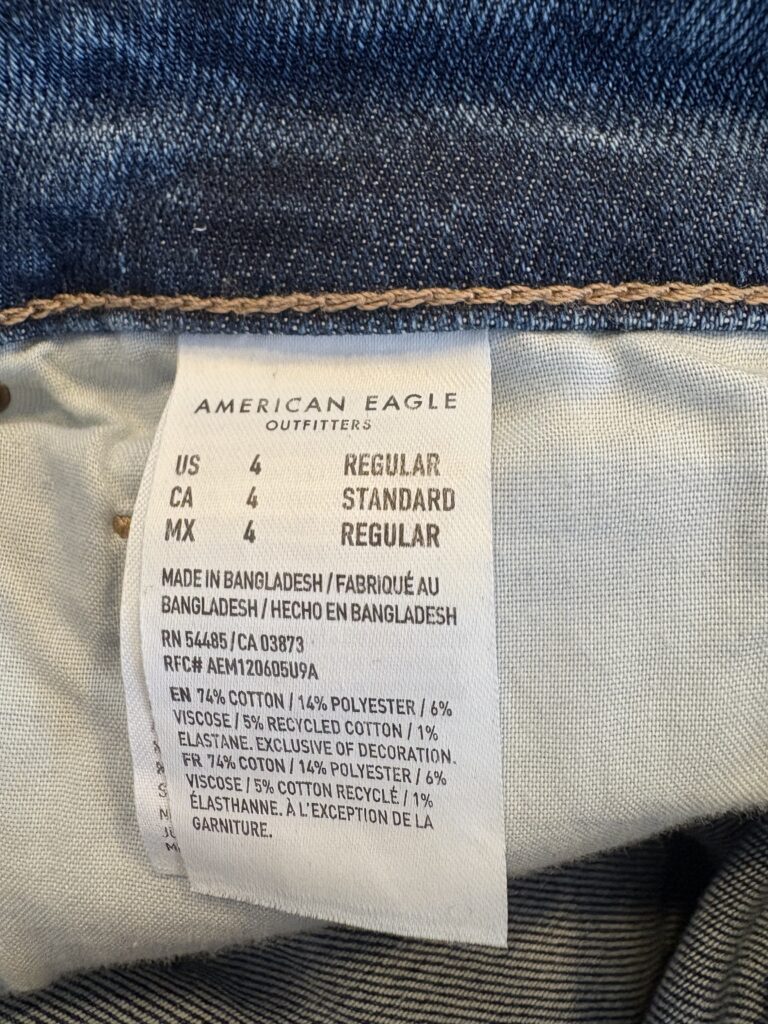 AMERICAN EAGLE
OUTFITTERS
US 4 REGULAR
CA 4 STANDARD
MX 4 REGULAR
MADE IN BANGLADESH / FABRIQUÉ AU
BANGLADESH / HECHO EN BANGLADESH
RN 54485 / CA 03873
RFC# AEM120605U9A
EN 74% COTTON / 14% POLYESTER / 6%
VISCOSE / 5% RECYCLED COTTON / 1%
ELASTANE. EXCLUSIVE OF DECORATION.
FR 74% COTON / 14% POLYESTER / 6%
VISCOSE / 5% COTTON RECYCLÉ / 1%
ÉLASTHANNE. À L'EXCEPTION DE LA
GARNITURE.